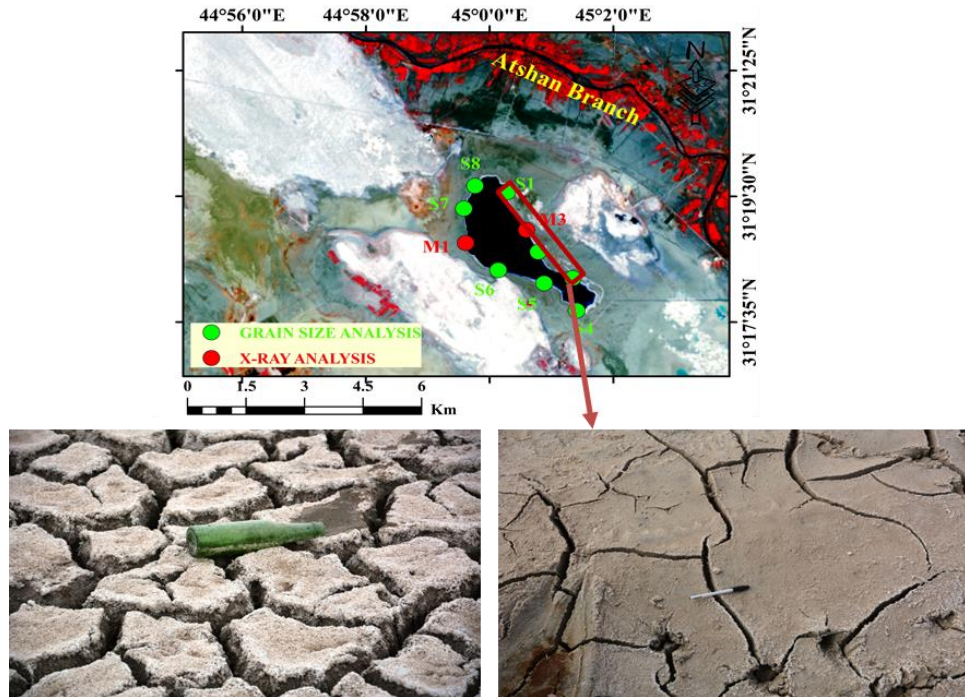 44°56'0"E 44°58'0"E 45°0'0"E 45°2'0"E
31°21'25"N
31°19'30"N
31°17'35"N
N
Atshan Branch
S8
S1
S7
M3
M1
S6
S5
S4
GRAIN SIZE ANALYSIS
X-RAY ANALYSIS
0 1.5 3 4.5 6
Km